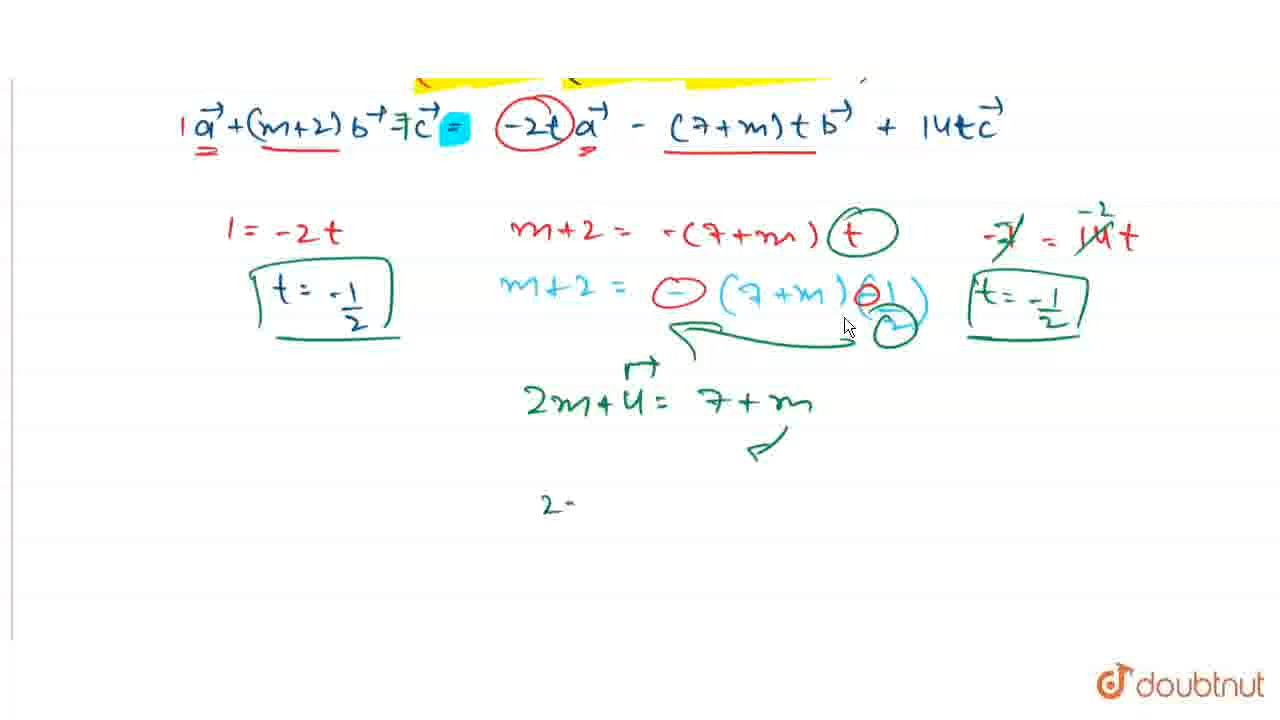 1a⃗ + (m+2) b⃗ - 7c⃗ = -2t a⃗ - (7+m) t b⃗ + 14t c⃗
1 = -2t m+2 = -(7+m) t -7 = 14t -2
t = -1/2 m+2 = - (7+m) (-1/2) t = -1/2
2m+4 = 7+m
2-
doubtnut